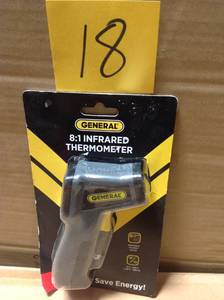 18
GENERAL
8:1 INFRARED
THERMOMETER
GENERAL
Save Energy!